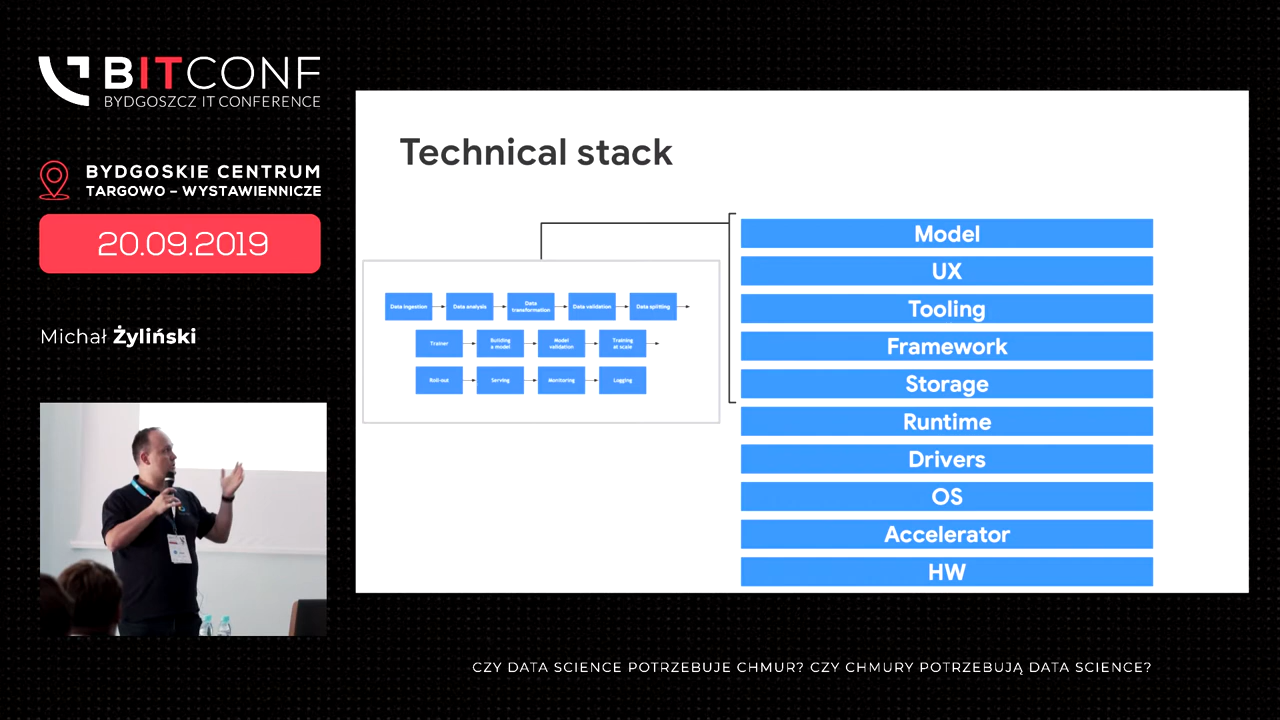 BITCONF
BYDGOSZCZ IT CONFERENCE
BYDGOSKIE CENTRUM
TARGOWO – WYSTAWIENNICZE
20.09.2019
Michał Żyliński
Technical stack
Data ingestion
Data analysis
Data
transformation
Data validation
Data splitting
Trainer
Building
a model
Model
validation
Training
at scale
Roll-out
Serving
Monitoring
Logging
Model
UX
Tooling
Framework
Storage
Runtime
Drivers
OS
Accelerator
HW
CZY DATA SCIENCE POTRZEBUJE CHMUR? CZY CHMURY POTRZEBUJĄ DATA SCIENCE?